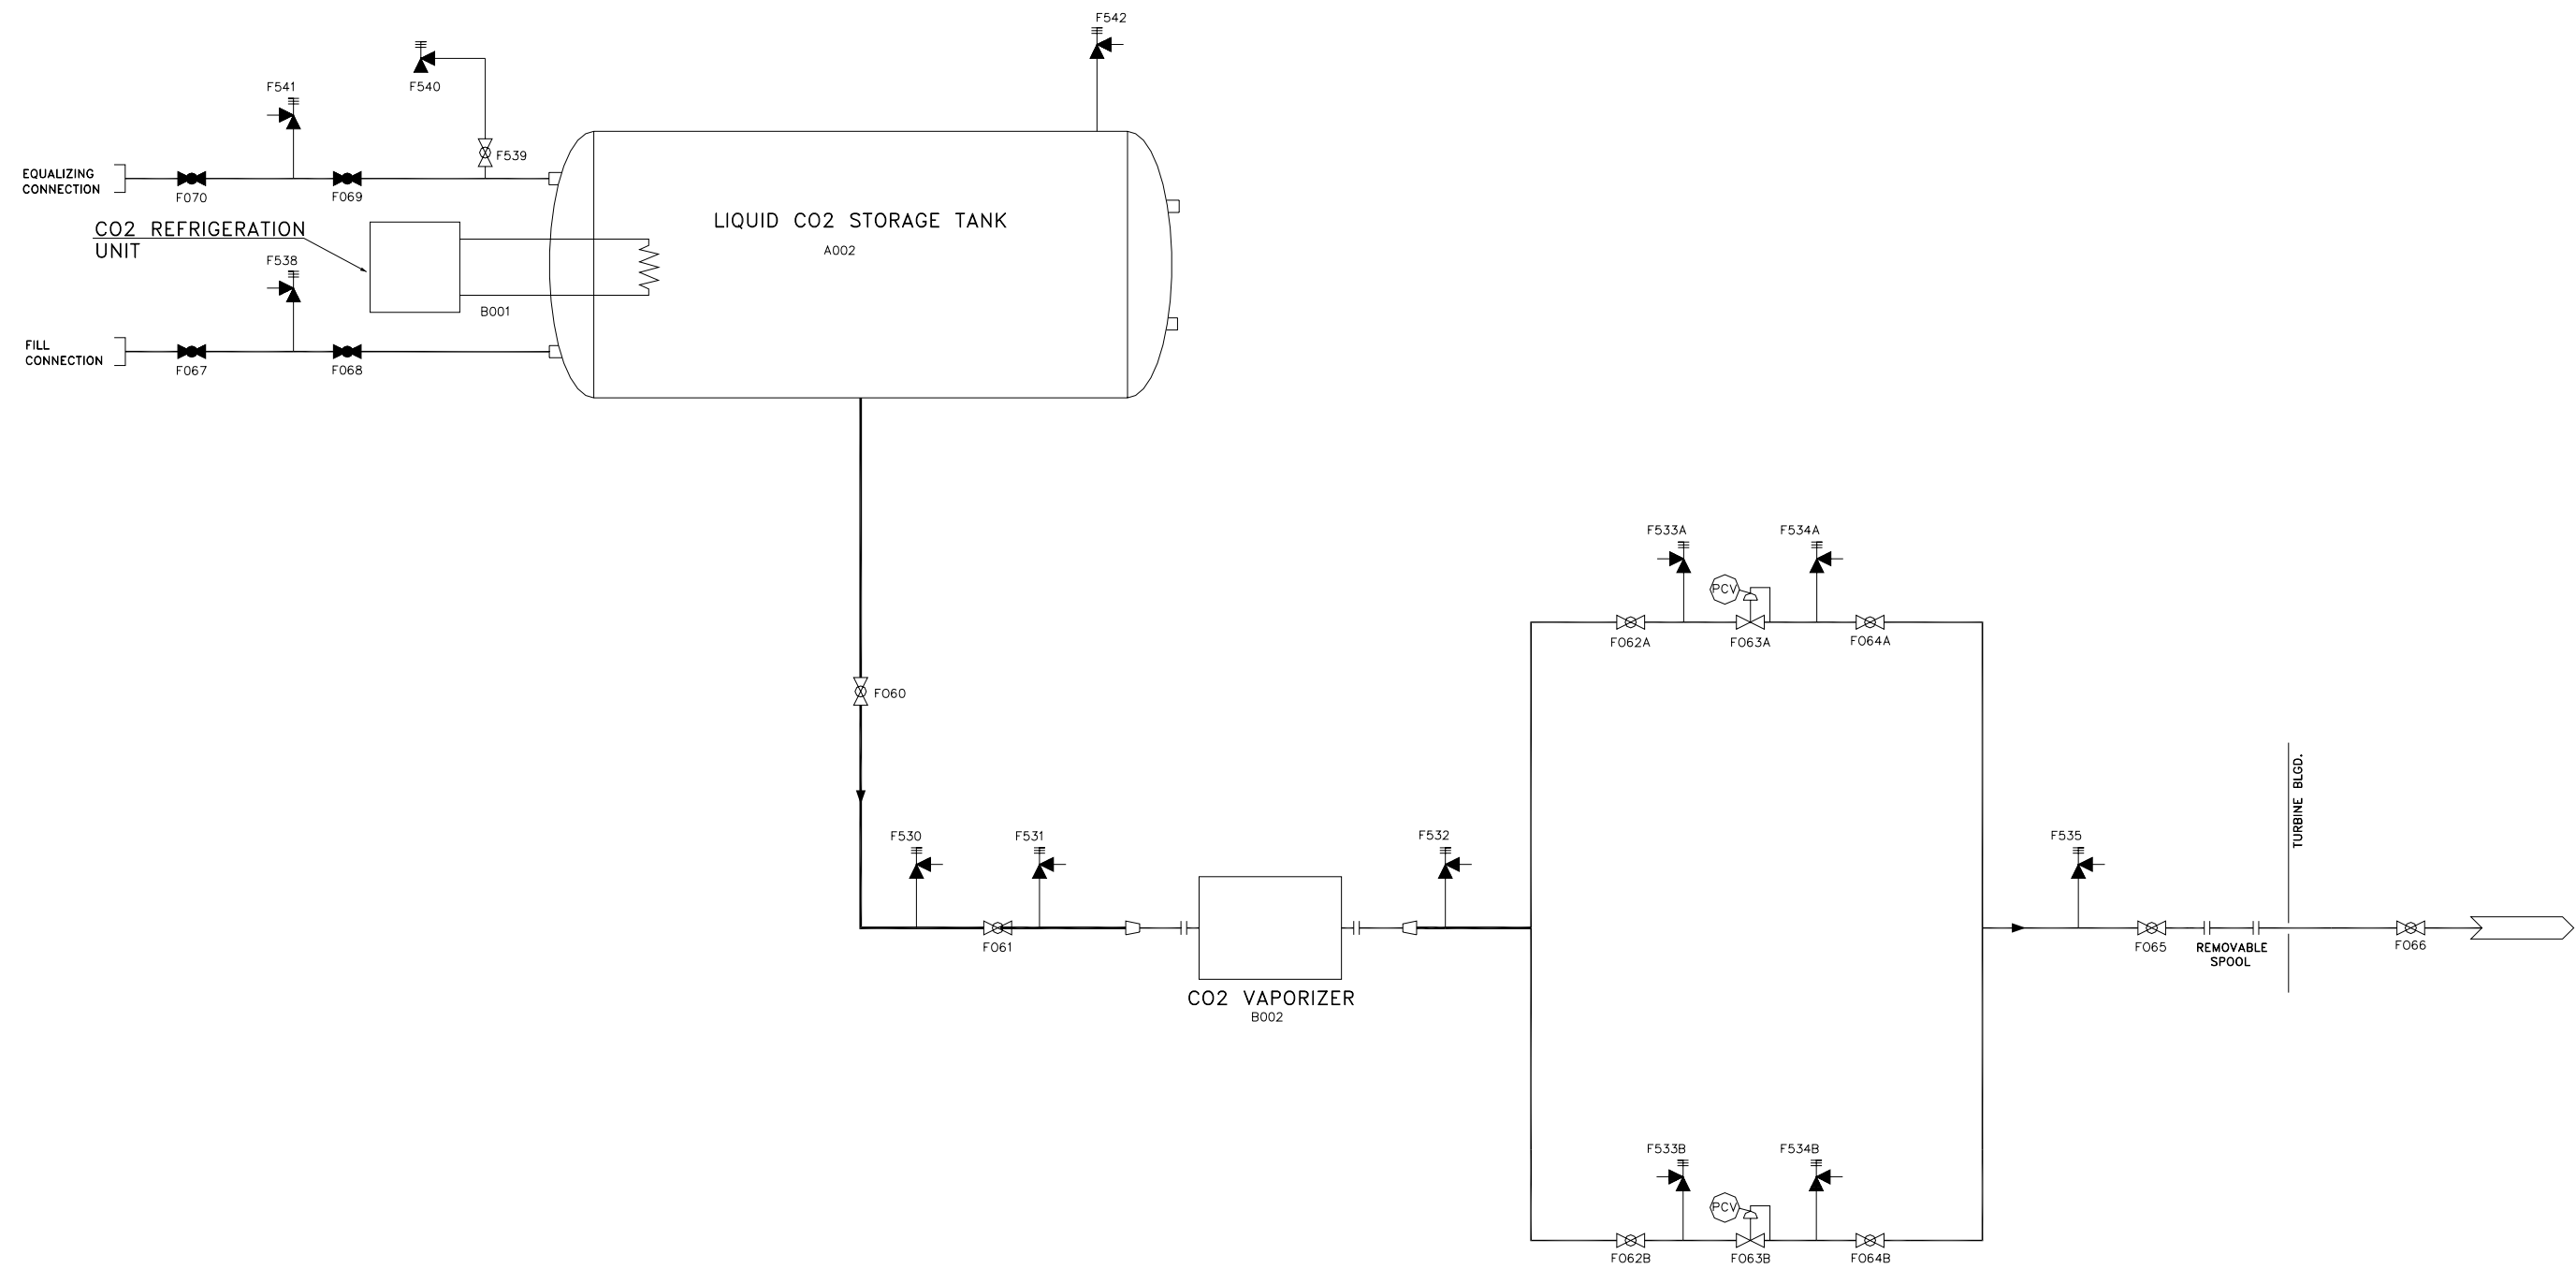 F542
F541
F540
F539
EQUALIZING
CONNECTION
F070
F069
CO2 REFRIGERATION
UNIT
LIQUID CO2 STORAGE TANK
A002
F538
B001
FILL
CONNECTION
F067
F068
F533A
F534A
PCV
F062A
F063A
F064A
F060
TURBINE BLGD.
F530
F531
F532
F535
F061
F065
REMOVABLE
SPOOL
F066
CO2 VAPORIZER
B002
F533B
F534B
PCV
F062B
F063B
F064B